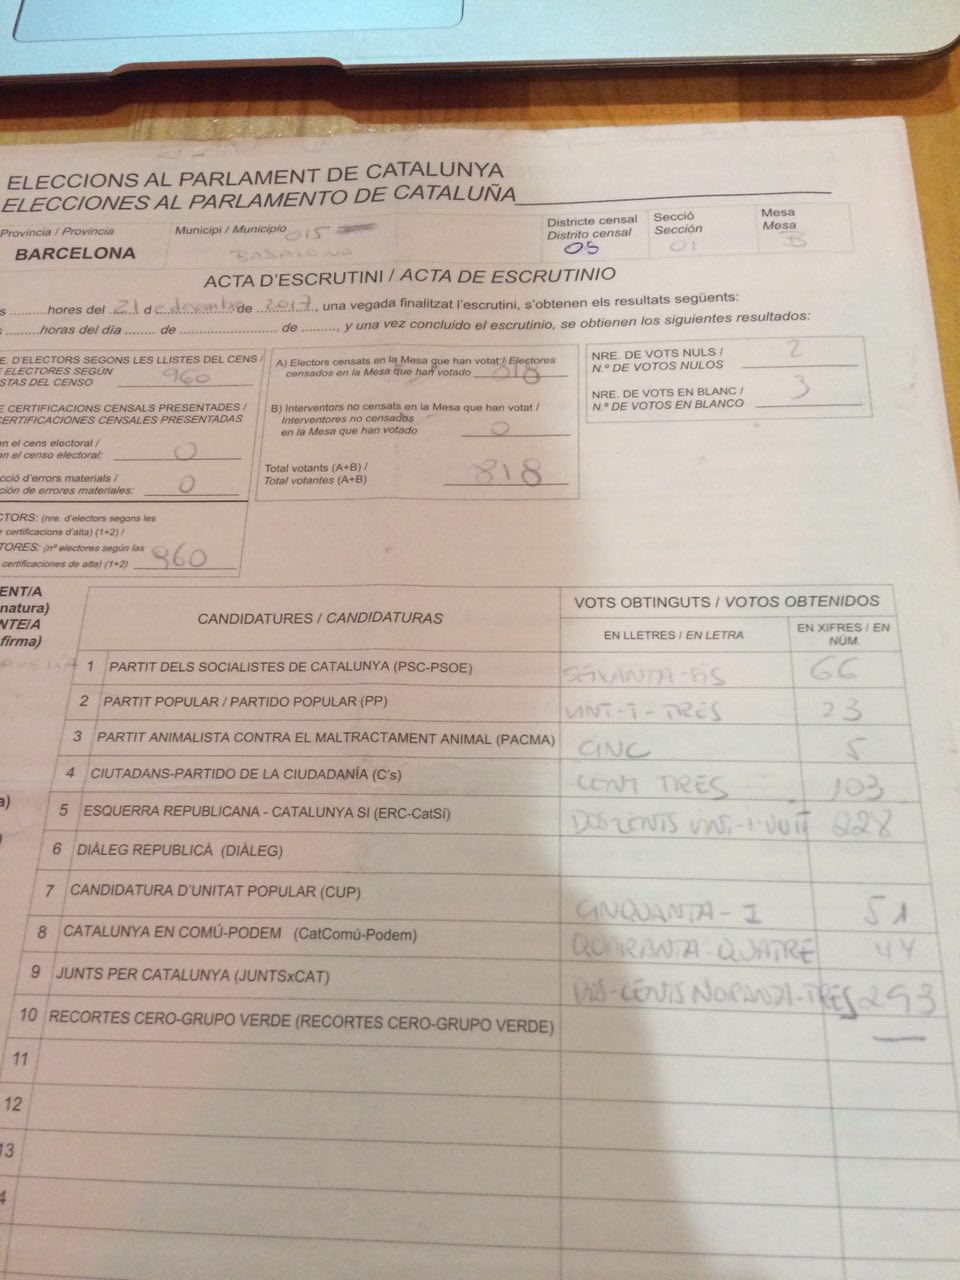 ELECCIONS AL PARLAMENT DE CATALUNYA
ELECCIONES AL PARLAMENTO DE CATALUÑA
Provincia / Provincia
BARCELONA
Municipi / Municipio 015
BADALONA
Districte censal
Distrito censal
05
Secció
Sección
01
Mesa
Mesa
B
ACTA D'ESCRUTINI / ACTA DE ESCRUTINIO
s ........hores del 21 d e desembre de 2017, una vegada finalitzat l'escrutini, s'obtenen els resultats següents:
s ........horas del día ....... de ............................ de ........, y una vez concluido el escrutinio, se obtienen los siguientes resultados:
E. D'ELECTORS SEGONS LES LLISTES DEL CENS /
E ELECTORES SEGÚN
STAS DEL CENSO 960
E CERTIFICACIONS CENSALS PRESENTADES /
CERTIFICACIONES CENSALES PRESENTADAS
en el cens electoral /
en el censo electoral: 0
cció d'errors materials /
ción de errores materiales: 0
CTORS: (nre. d'electors segons les
+ certificacions d'alta) (1+2) /
TORES: (nº electores según las
certificaciones de alta) (1+2) 960
A) Electors censats en la Mesa que han votat / Electores
censados en la Mesa que han votado 818
B) Interventors no censats en la Mesa que han votat /
Interventores no censados
en la Mesa que han votado 0
Total votants (A+B) /
Total votantes (A+B) 818
NRE. DE VOTS NULS /
N.º DE VOTOS NULOS 2
NRE. DE VOTS EN BLANC /
N.º DE VOTOS EN BLANCO 3
ENT/A
natura)
NTE/A
firma)
CANDIDATURES / CANDIDATURAS
VOTS OBTINGUTS / VOTOS OBTENIDOS
EN LLETRES / EN LETRA
EN XIFRES / EN NÚM.
1 PARTIT DELS SOCIALISTES DE CATALUNYA (PSC-PSOE) SEIXANTA-SIS 66
2 PARTIT POPULAR / PARTIDO POPULAR (PP) VINT-I-TRES 23
3 PARTIT ANIMALISTA CONTRA EL MALTRACTAMENT ANIMAL (PACMA) CINC 5
4 CIUTADANS-PARTIDO DE LA CIUDADANÍA (C's) CENT TRES 103
5 ESQUERRA REPUBLICANA - CATALUNYA SI (ERC-CatSí) DOS-CENTS VINT-I-VUIT 228
6 DIÀLEG REPUBLICÀ (DIÀLEG)
7 CANDIDATURA D'UNITAT POPULAR (CUP) CINQUANTA-I 51
8 CATALUNYA EN COMÚ-PODEM (CatComú-Podem) QUARANTA-QUATRE 44
9 JUNTS PER CATALUNYA (JUNTSxCAT) DOS-CENTS NORANTA-TRES 293
10 RECORTES CERO-GRUPO VERDE (RECORTES CERO-GRUPO VERDE)
11
12
13
4